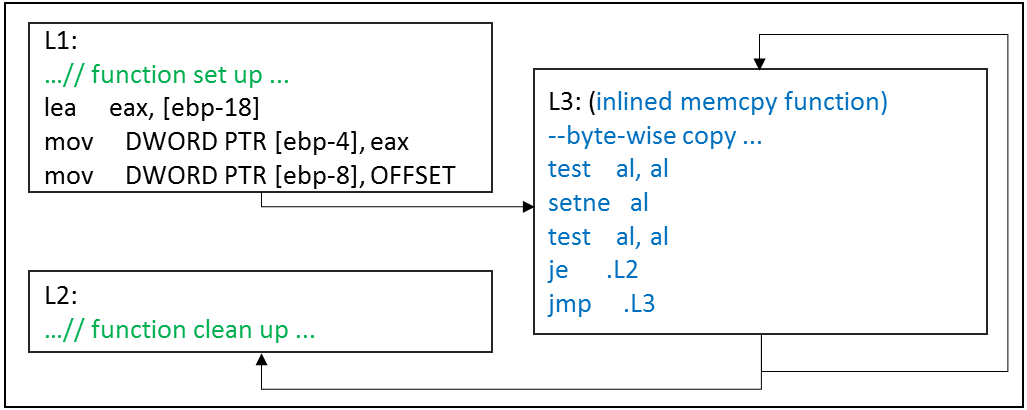 L1:
...// function set up ...
lea eax, [ebp-18]
mov DWORD PTR [ebp-4], eax
mov DWORD PTR [ebp-8], OFFSET
L3: (inlined memcpy function)
--byte-wise copy ...
test al, al
setne al
test al, al
je .L2
jmp .L3
L2:
...// function clean up ...